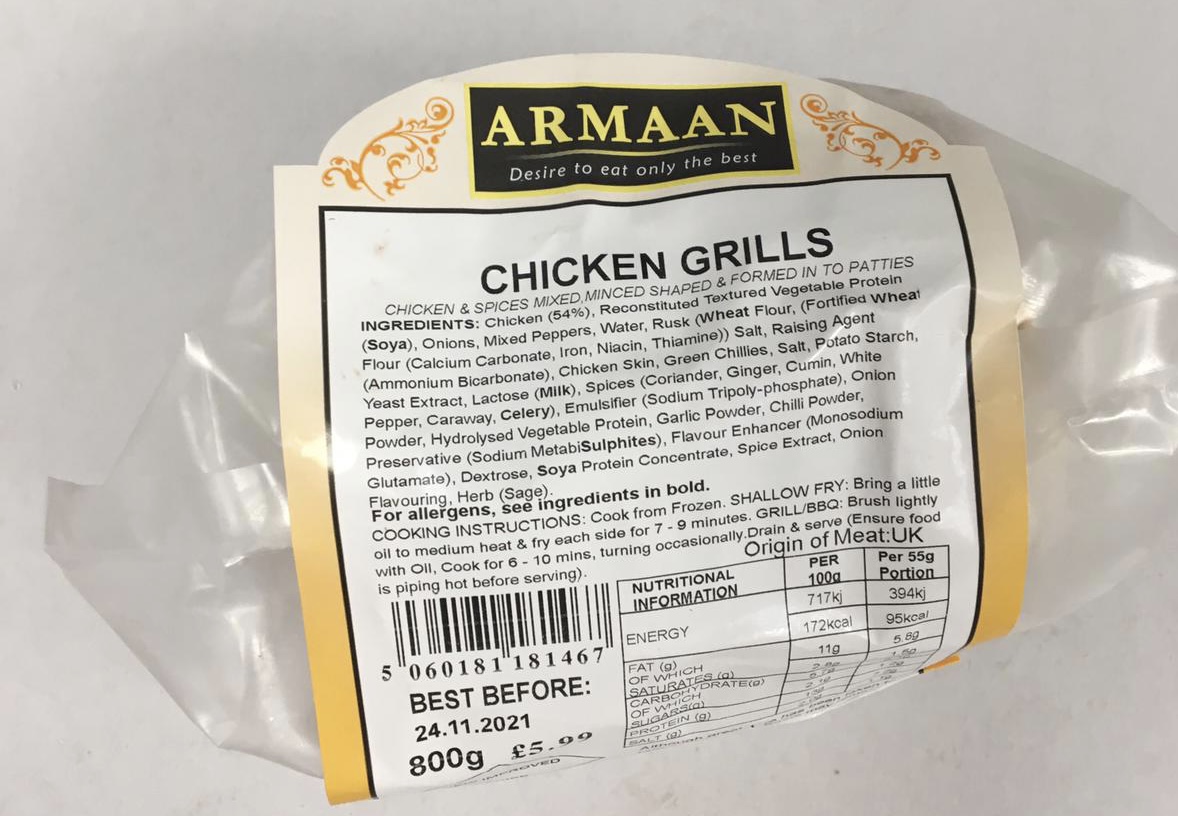 ARMAAN
Desire to eat only the best
CHICKEN GRILLS
CHICKEN & SPICES MIXED,MINCED SHAPED & FORMED IN TO PATTIES
INGREDIENTS: Chicken (54%), Reconstituted Textured Vegetable Protein
(Soya), Onions, Mixed Peppers, Water, Rusk (Wheat Flour, (Fortified Wheat
Flour (Calcium Carbonate, Iron, Niacin, Thiamine)) Salt, Raising Agent
(Ammonium Bicarbonate), Chicken Skin, Green Chillies, Salt, Potato Starch,
Yeast Extract, Lactose (Milk), Spices (Coriander, Ginger, Cumin, White
Pepper, Caraway, Celery), Emulsifier (Sodium Tripoly-phosphate), Onion
Powder, Hydrolysed Vegetable Protein, Garlic Powder, Chilli Powder,
Preservative (Sodium MetabiSulphites), Flavour Enhancer (Monosodium
Glutamate), Dextrose, Soya Protein Concentrate, Spice Extract, Onion
Flavouring, Herb (Sage).
For allergens, see ingredients in bold.
COOKING INSTRUCTIONS: Cook from Frozen. SHALLOW FRY: Bring a little
oil to medium heat & fry each side for 7 - 9 minutes. GRILL/BBQ: Brush lightly
with Oil, Cook for 6 - 10 mins, turning occasionally.Drain & serve (Ensure food
is piping hot before serving).
Origin of Meat:UK
5 060181 181467
BEST BEFORE:
24.11.2021
800g £5.99
IMPROVED
NUTRITIONAL INFORMATION PER 100g Per 55g Portion
ENERGY 717kj 394kj
172kcal 95kcal
FAT (g) 11g 5.8g
OF WHICH
SATURATES (g)
CARBOHYDRATE(g)
OF WHICH
SUGARS(g)
PROTEIN (g)
SALT (g)
Although